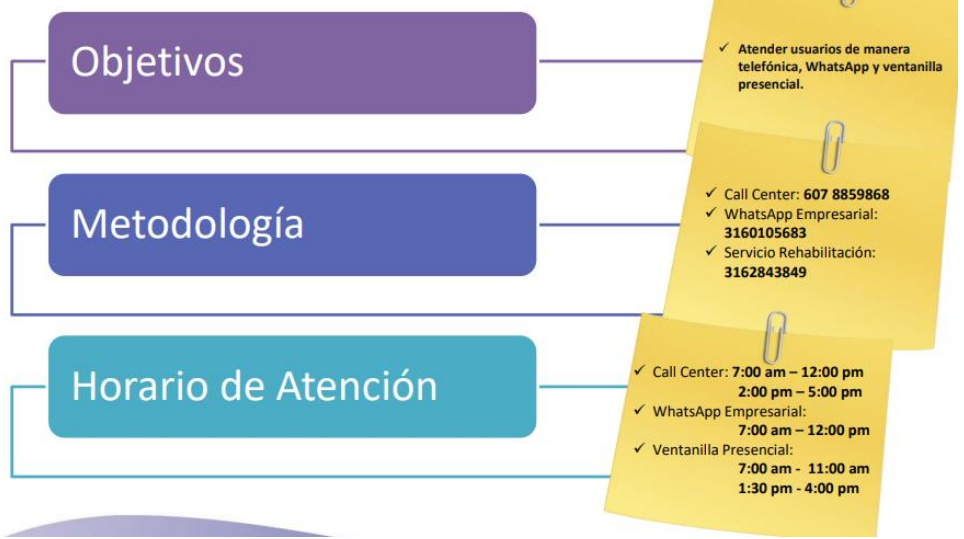 Objetivos
✓ Atender usuarios de manera
telefónica, WhatsApp y ventanilla
presencial.
Metodología
✓ Call Center: 607 8859868
✓ WhatsApp Empresarial:
3160105683
✓ Servicio Rehabilitación:
3162843849
Horario de Atención
✓ Call Center: 7:00 am – 12:00 pm
2:00 pm – 5:00 pm
✓ WhatsApp Empresarial:
7:00 am – 12:00 pm
✓ Ventanilla Presencial:
7:00 am - 11:00 am
1:30 pm - 4:00 pm